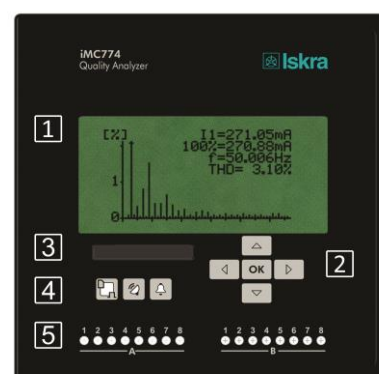 iMC774
Quality Analyzer
Iskra
1
[%]
I1=271.05mA
100%=270.88mA
f=50.006Hz
THD= 3.10%
1
0
3
OK
2
4
5
1 2 3 4 5 6 7 8
A
1 2 3 4 5 6 7 8
B